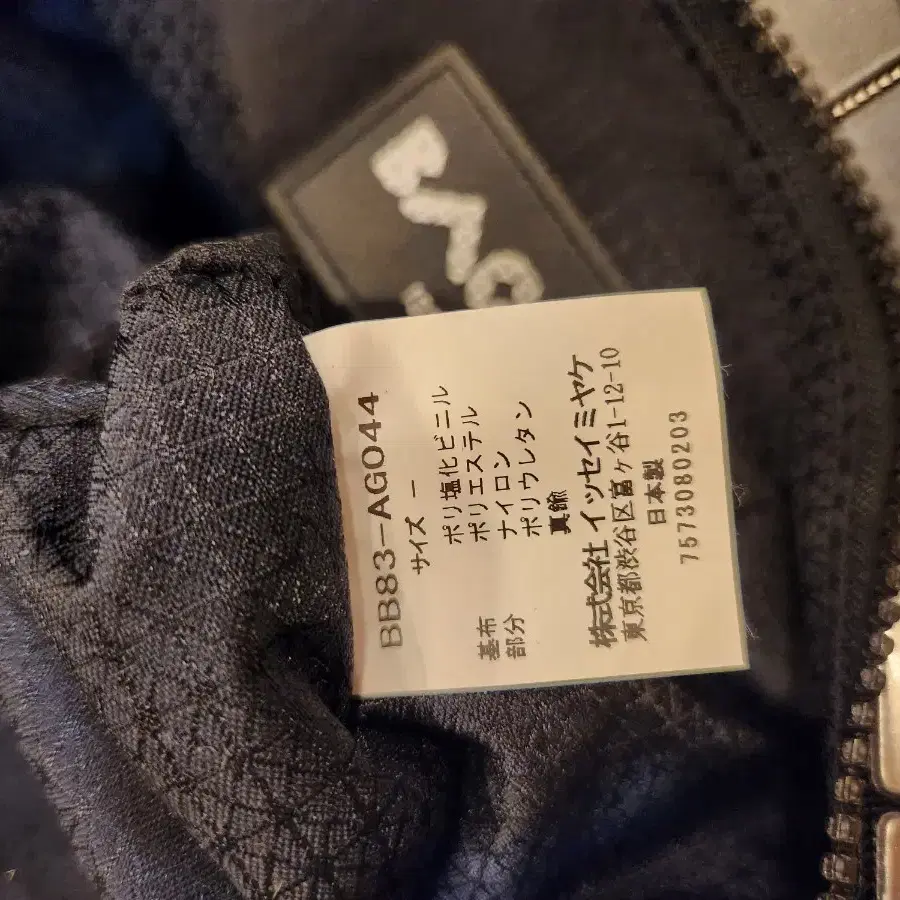 BAO
BB83-AG044
サイズ -
ポリ塩化ビニル
基布 ポリエステル
部分 ナイロン
ポリウレタン
真鍮
株式会社 イッセイミヤケ
東京都渋谷区富ヶ谷1-12-10
日本製
7573080203